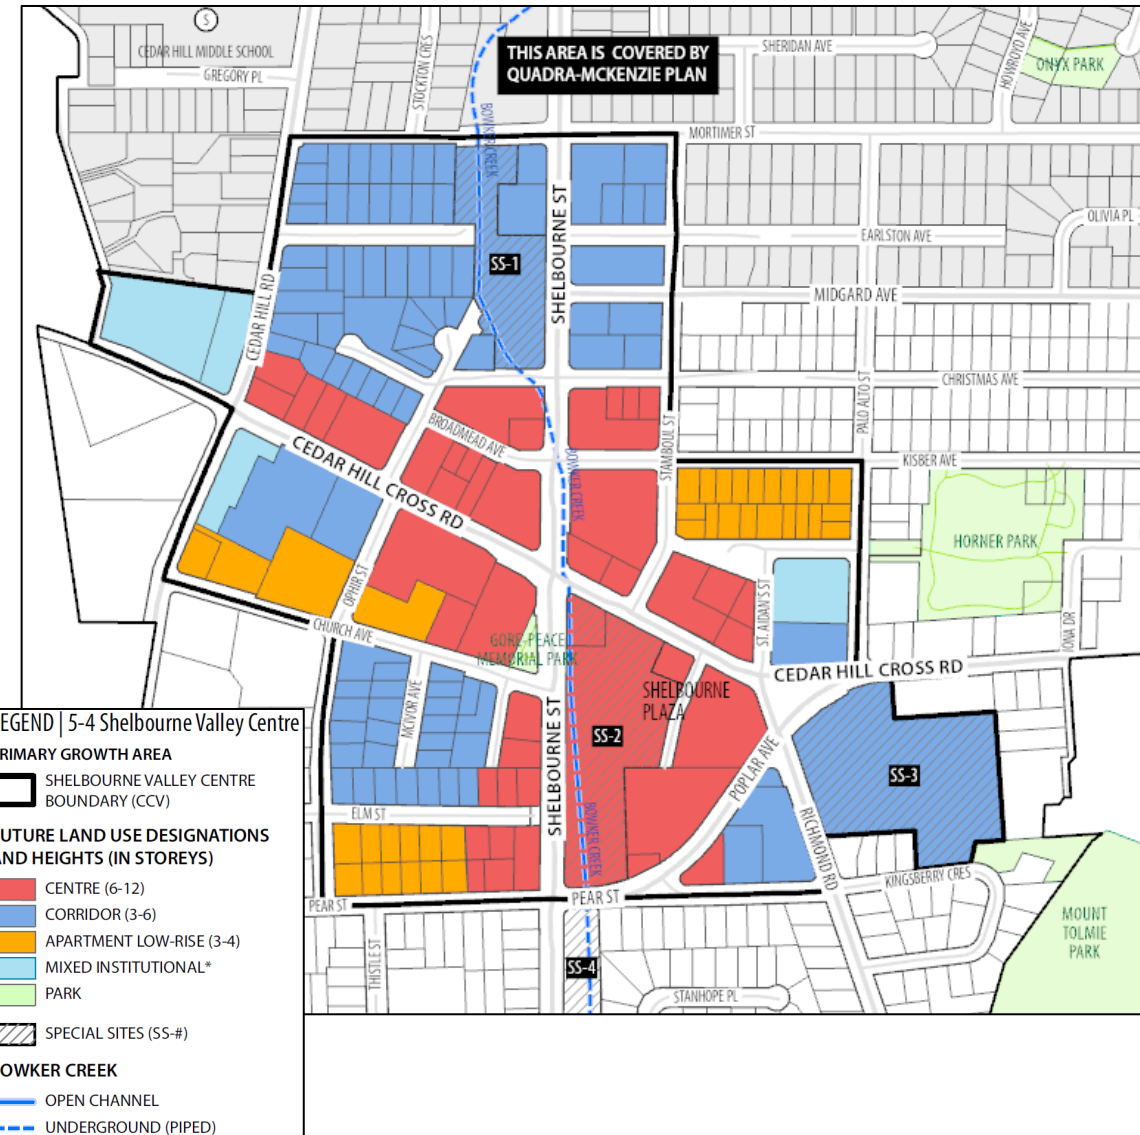 S
CEDAR HILL MIDDLE SCHOOL
GREGORY PL
STOCKTON CRES
THIS AREA IS COVERED BY
QUADRA-MCKENZIE PLAN
SHERIDAN AVE
HOWROYD AVE
ONYX PARK
BOWKER CREEK
MORTIMER ST
OLIVIA PL
EARLSTON AVE
SHELBOURNE ST
SS-1
CEDAR HILL RD
MIDGARD AVE
CHRISTMAS AVE
PALO ALTO ST
BROADMEAD AVE
STAMBOUL ST
CEDAR HILL CROSS RD
BOWKER CREEK
KISBER AVE
HORNER PARK
OPHIR ST
ST. AIDAN'S ST
IONA DR
CHURCH AVE
GORE-PEACE
MEMORIAL PARK
CEDAR HILL CROSS RD
MCIVOR AVE
SHELBOURNE
PLAZA
SHELBOURNE ST
SS-2
POPLAR AVE
SS-3
BOWKER CREEK
RICHMOND RD
ELM ST
KINGSBERRY CRES
PEAR ST
PEAR ST
MOUNT
TOLMIE
PARK
THISTLE ST
SS-4
STANHOPE PL
EGEND | 5-4 Shelbourne Valley Centre
RIMARY GROWTH AREA
SHELBOURNE VALLEY CENTRE
BOUNDARY (CCV)
UTURE LAND USE DESIGNATIONS
AND HEIGHTS (IN STOREYS)
CENTRE (6-12)
CORRIDOR (3-6)
APARTMENT LOW-RISE (3-4)
MIXED INSTITUTIONAL*
PARK
SPECIAL SITES (SS-#)
OWKER CREEK
OPEN CHANNEL
UNDERGROUND (PIPED)